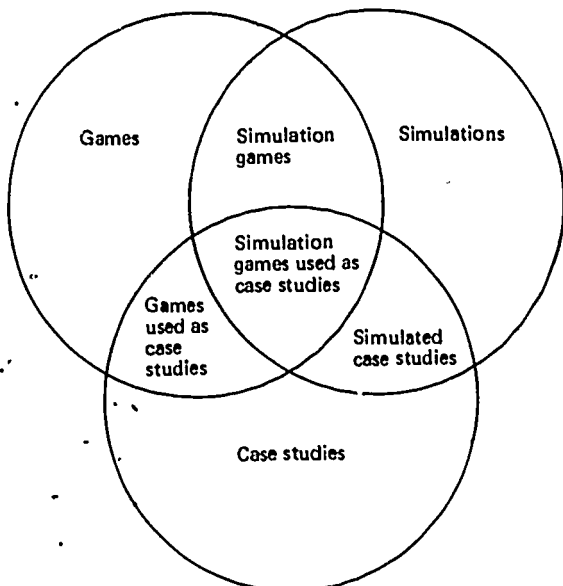 Games
Simulation
games
Simulations
Simulation
games used as
case studies
Games
used as
case
studies
Simulated
case studies
Case studies